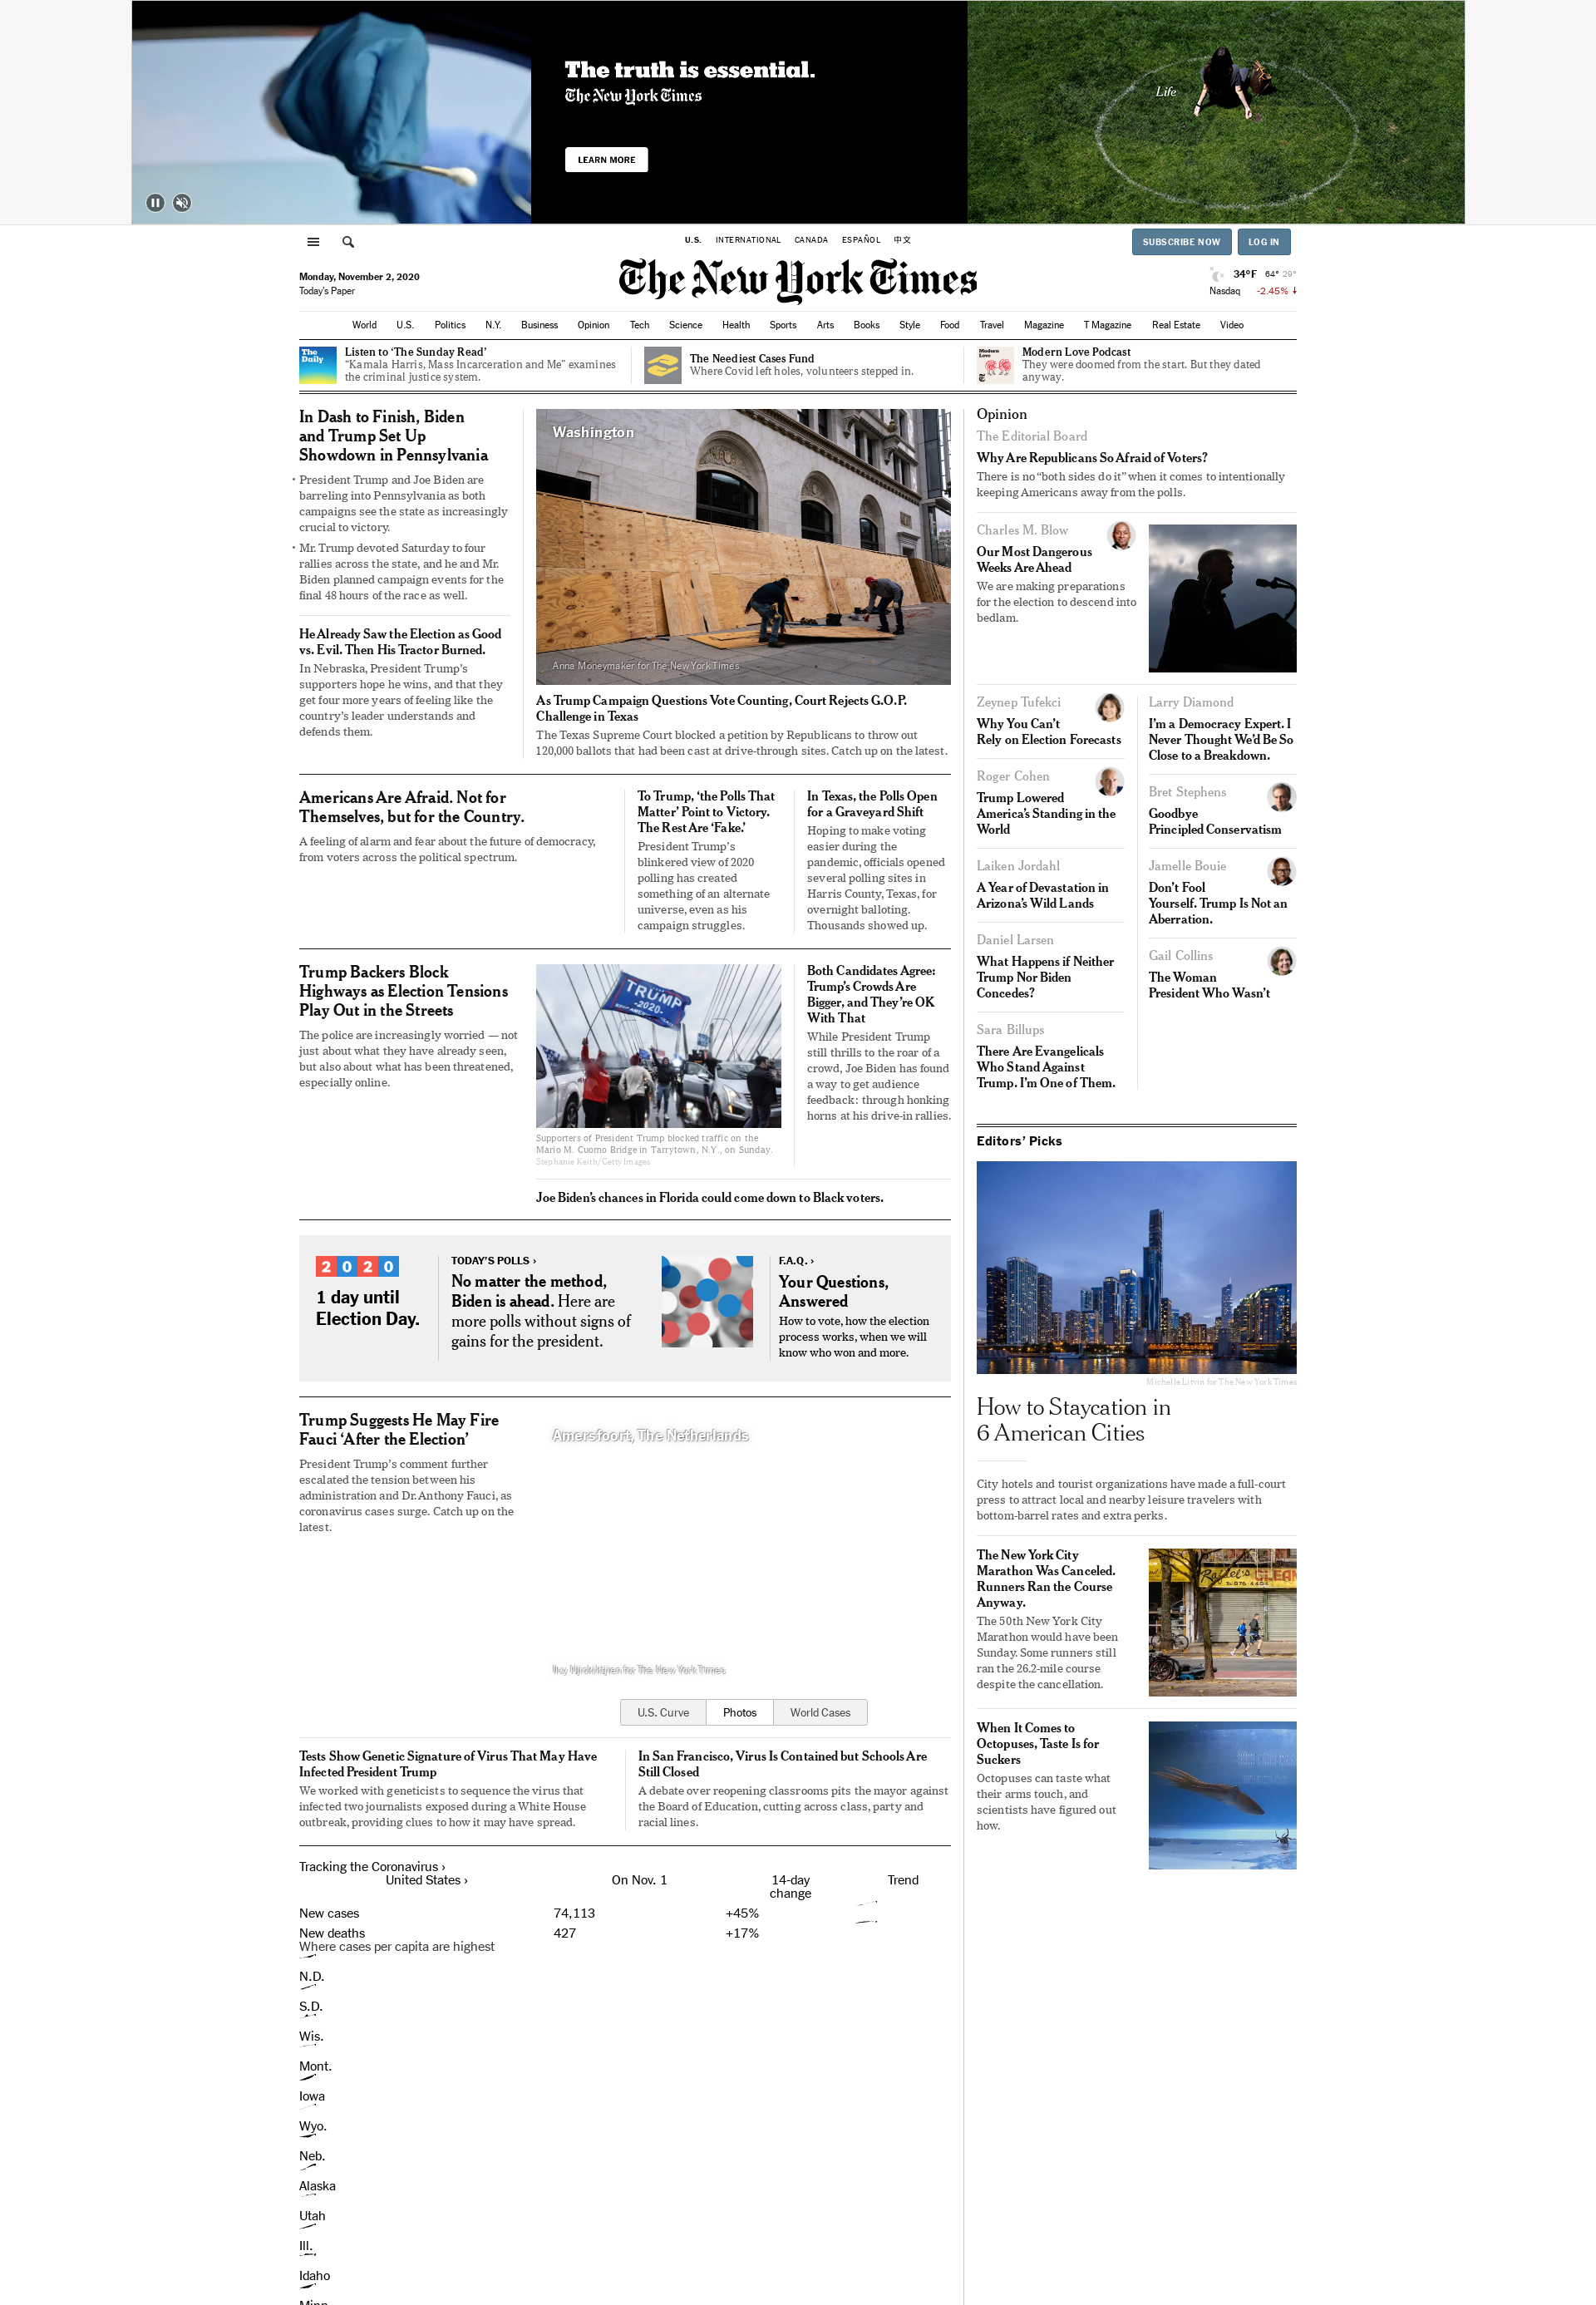 The truth is essential.
The New York Times
LEARN MORE
Life
U.S. INTERNATIONAL CANADA ESPAÑOL 中文
SUBSCRIBE NOW LOG IN
Monday, November 2, 2020
Today's Paper
The New York Times
34°F 64° 29°
Nasdaq -2.45%
World U.S. Politics N.Y. Business Opinion Tech Science Health Sports Arts Books Style Food Travel Magazine T Magazine Real Estate Video
The Daily
Listen to ‘The Sunday Read’
“Kamala Harris, Mass Incarceration and Me” examines
the criminal justice system.
The Neediest Cases Fund
Where Covid left holes, volunteers stepped in.
Modern Love
Modern Love Podcast
They were doomed from the start. But they dated
anyway.
In Dash to Finish, Biden
and Trump Set Up
Showdown in Pennsylvania
• President Trump and Joe Biden are
barreling into Pennsylvania as both
campaigns see the state as increasingly
crucial to victory.
• Mr. Trump devoted Saturday to four
rallies across the state, and he and Mr.
Biden planned campaign events for the
final 48 hours of the race as well.
He Already Saw the Election as Good
vs. Evil. Then His Tractor Burned.
In Nebraska, President Trump’s
supporters hope he wins, and that they
get four more years of feeling like the
country’s leader understands and
defends them.
Washington
Anna Moneymaker for The New York Times
As Trump Campaign Questions Vote Counting, Court Rejects G.O.P.
Challenge in Texas
The Texas Supreme Court blocked a petition by Republicans to throw out
120,000 ballots that had been cast at drive-through sites. Catch up on the latest.
Americans Are Afraid. Not for
Themselves, but for the Country.
A feeling of alarm and fear about the future of democracy,
from voters across the political spectrum.
To Trump, ‘the Polls That
Matter’ Point to Victory.
The Rest Are ‘Fake.’
President Trump’s
blinkered view of 2020
polling has created
something of an alternate
universe, even as his
campaign struggles.
In Texas, the Polls Open
for a Graveyard Shift
Hoping to make voting
easier during the
pandemic, officials opened
several polling sites in
Harris County, Texas, for
overnight balloting.
Thousands showed up.
Trump Backers Block
Highways as Election Tensions
Play Out in the Streets
The police are increasingly worried — not
just about what they have already seen,
but also about what has been threatened,
especially online.
TRUMP
2020
Supporters of President Trump blocked traffic on the
Mario M. Cuomo Bridge in Tarrytown, N.Y., on Sunday.
Stephanie Keith/Getty Images
Both Candidates Agree:
Trump’s Crowds Are
Bigger, and They’re OK
With That
While President Trump
still thrills to the roar of a
crowd, Joe Biden has found
a way to get audience
feedback: through honking
horns at his drive-in rallies.
Joe Biden’s chances in Florida could come down to Black voters.
2020
1 day until
Election Day.
TODAY’S POLLS ›
No matter the method,
Biden is ahead. Here are
more polls without signs of
gains for the president.
F.A.Q. ›
Your Questions,
Answered
How to vote, how the election
process works, when we will
know who won and more.
Trump Suggests He May Fire
Fauci ‘After the Election’
President Trump’s comment further
escalated the tension between his
administration and Dr. Anthony Fauci, as
coronavirus cases surge. Catch up on the
latest.
Amersfoort, The Netherlands
for The New York Times
U.S. Curve Photos World Cases
Tests Show Genetic Signature of Virus That May Have
Infected President Trump
We worked with geneticists to sequence the virus that
infected two journalists exposed during a White House
outbreak, providing clues to how it may have spread.
In San Francisco, Virus Is Contained but Schools Are
Still Closed
A debate over reopening classrooms pits the mayor against
the Board of Education, cutting across class, party and
racial lines.
Tracking the Coronavirus ›
United States › On Nov. 1 14-day
change Trend
New cases 74,113 +45%
New deaths 427 +17%
Where cases per capita are highest
N.D.
S.D.
Wis.
Mont.
Iowa
Wyo.
Neb.
Alaska
Utah
Ill.
Idaho
Minn.
Opinion
The Editorial Board
Why Are Republicans So Afraid of Voters?
There is no “both sides do it” when it comes to intentionally
keeping Americans away from the polls.
Charles M. Blow
Our Most Dangerous
Weeks Are Ahead
We are making preparations
for the election to descend into
bedlam.
Zeynep Tufekci
Why You Can’t
Rely on Election Forecasts
Roger Cohen
Trump Lowered
America’s Standing in the
World
Laiken Jordahl
A Year of Devastation in
Arizona’s Wild Lands
Daniel Larsen
What Happens if Neither
Trump Nor Biden
Concedes?
Sara Billups
There Are Evangelicals
Who Stand Against
Trump. I’m One of Them.
Larry Diamond
I’m a Democracy Expert. I
Never Thought We’d Be So
Close to a Breakdown.
Bret Stephens
Goodbye
Principled Conservatism
Jamelle Bouie
Don’t Fool
Yourself. Trump Is Not an
Aberration.
Gail Collins
The Woman
President Who Wasn’t
Editors’ Picks
Michelle Litvin for The New York Times
How to Staycation in
6 American Cities
City hotels and tourist organizations have made a full-court
press to attract local and nearby leisure travelers with
bottom-barrel rates and extra perks.
The New York City
Marathon Was Canceled.
Runners Ran the Course
Anyway.
The 50th New York City
Marathon would have been
Sunday. Some runners still
ran the 26.2-mile course
despite the cancellation.
When It Comes to
Octopuses, Taste Is for
Suckers
Octopuses can taste what
their arms touch, and
scientists have figured out
how.